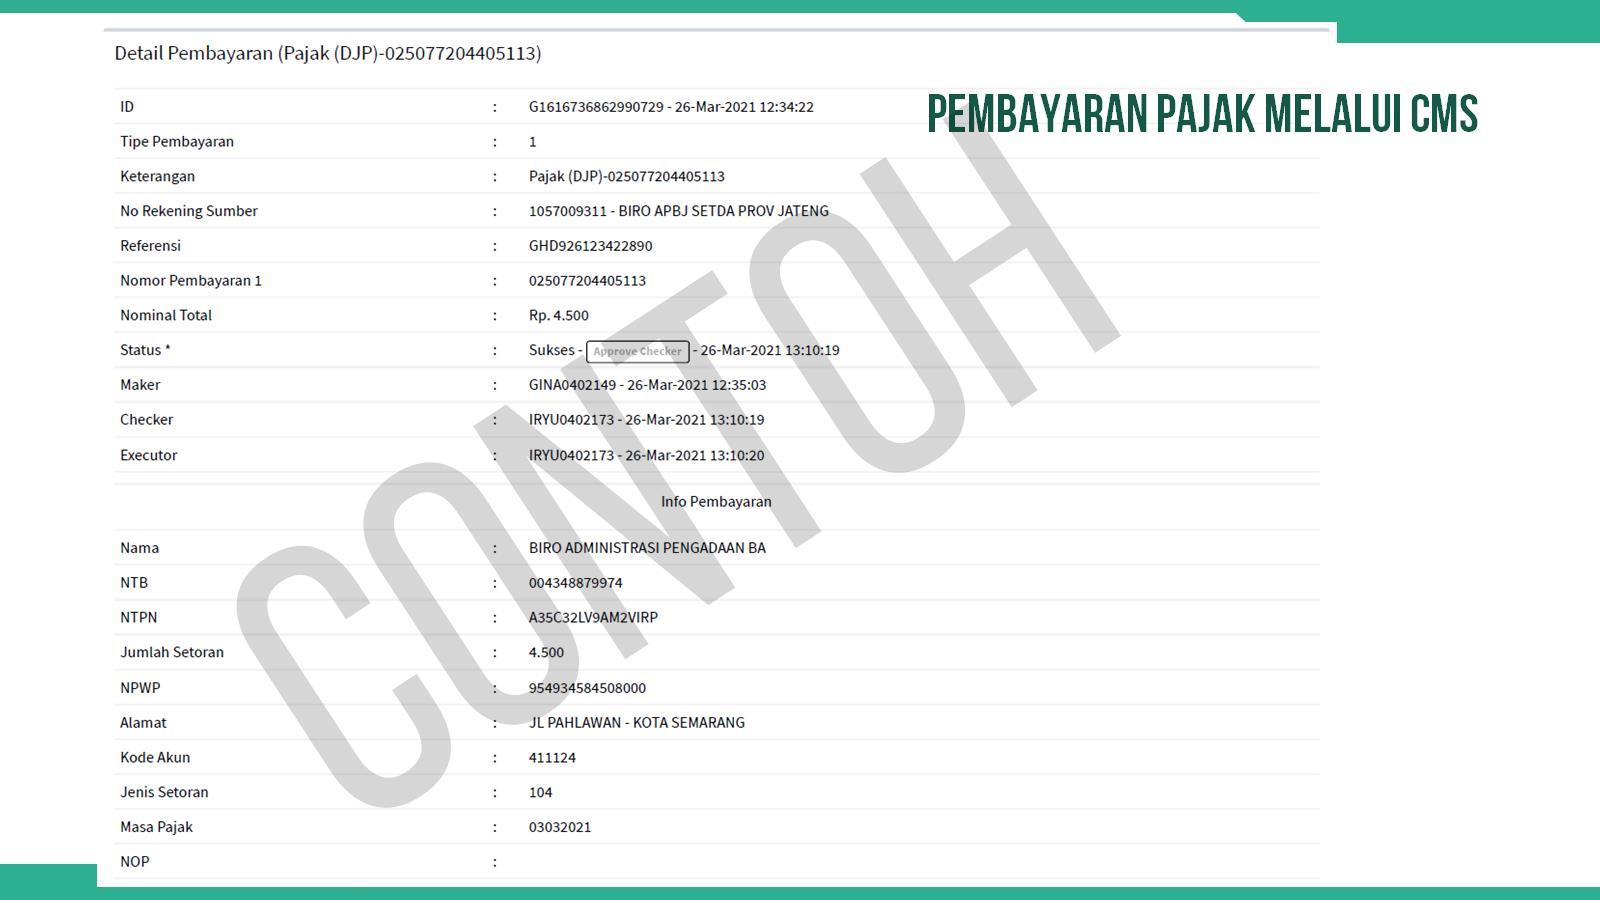 Detail Pembayaran (Pajak (DJP)-025077204405113)
PEMBAYARAN PAJAK MELALUI CMS
ID : G1616736862990729 - 26-Mar-2021 12:34:22
Tipe Pembayaran : 1
Keterangan : Pajak (DJP)-025077204405113
No Rekening Sumber : 1057009311 - BIRO APBJ SETDA PROV JATENG
Referensi : GHD926123422890
Nomor Pembayaran 1 : 025077204405113
Nominal Total : Rp. 4.500
Status * : Sukses - Approve Checker - 26-Mar-2021 13:10:19
Maker : GINA0402149 - 26-Mar-2021 12:35:03
Checker : IRYU0402173 - 26-Mar-2021 13:10:19
Executor : IRYU0402173 - 26-Mar-2021 13:10:20
Info Pembayaran
Nama : BIRO ADMINISTRASI PENGADAAN BA
NTB : 004348879974
NTPN : A35C32LV9AM2VIRP
Jumlah Setoran : 4.500
NPWP : 954934584508000
Alamat : JL PAHLAWAN - KOTA SEMARANG
Kode Akun : 411124
Jenis Setoran : 104
Masa Pajak : 03032021
NOP :
CONTOH